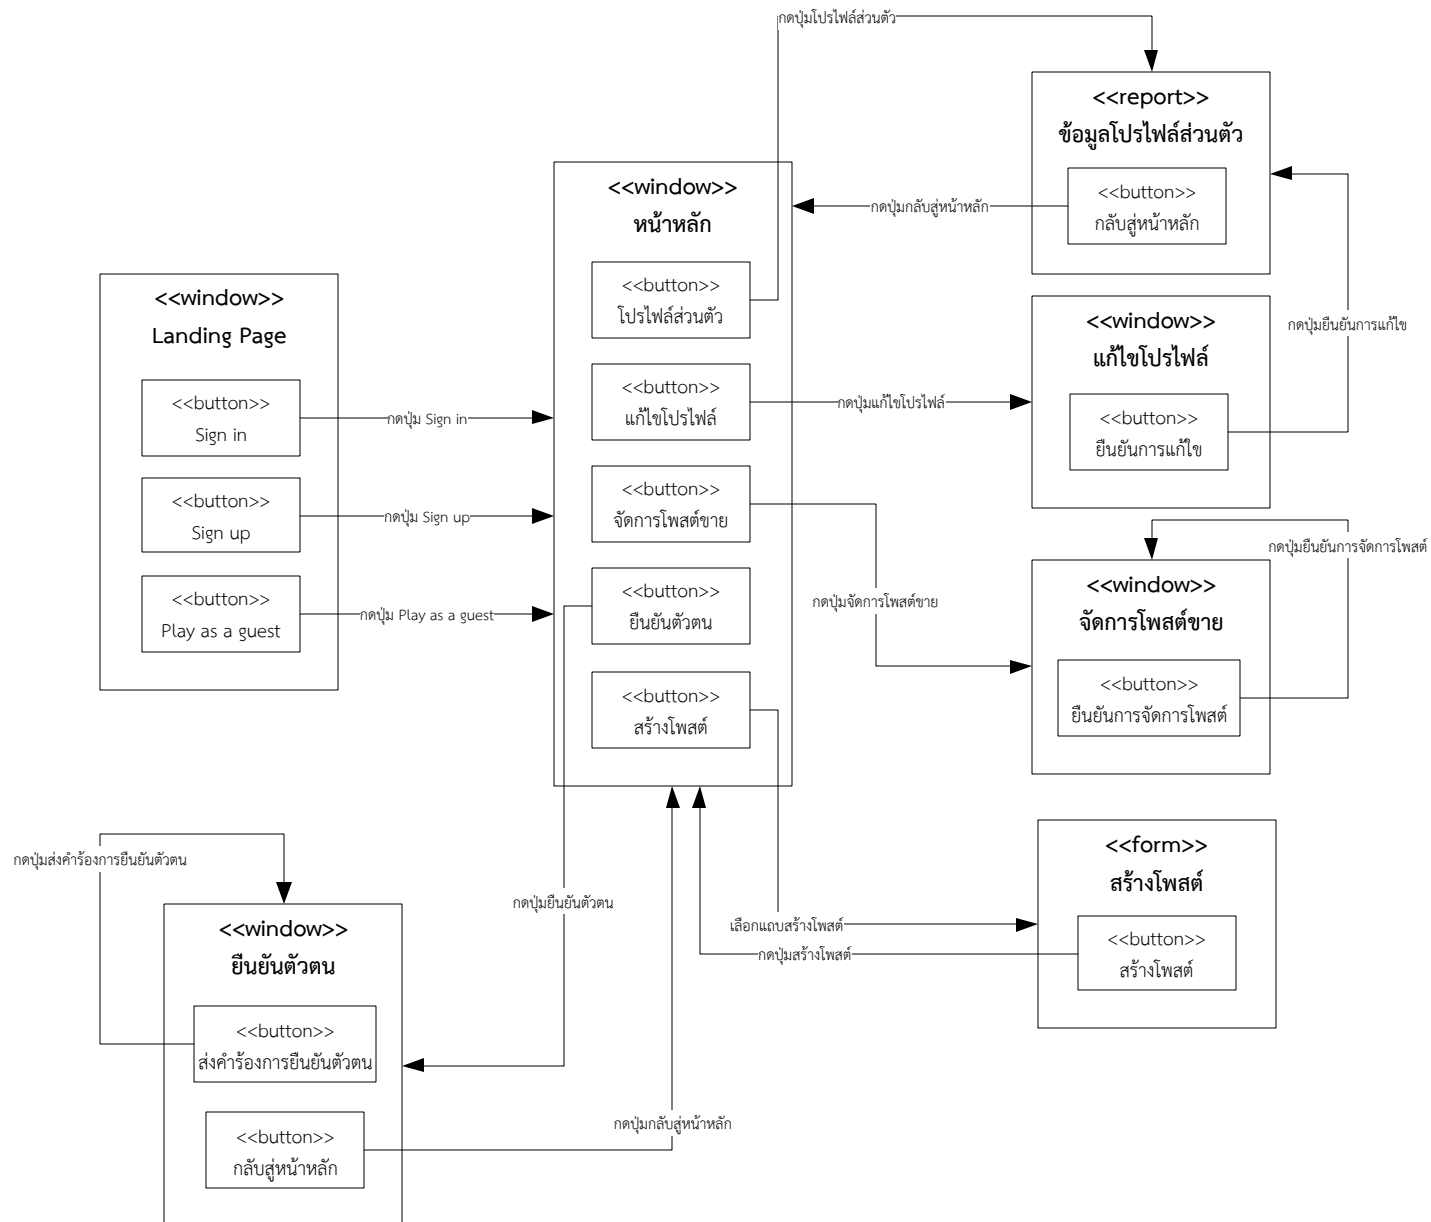 กดปุ่มโปรไฟล์ส่วนตัว
<<report>>
ข้อมูลโปรไฟล์ส่วนตัว
<<button>>
กลับสู่หน้าหลัก
กดปุ่มกลับสู่หน้าหลัก
<<window>>
หน้าหลัก
<<button>>
โปรไฟล์ส่วนตัว
<<button>>
แก้ไขโปรไฟล์
<<button>>
จัดการโพสต์ขาย
<<button>>
ยืนยันตัวตน
<<button>>
สร้างโพสต์
<<window>>
Landing Page
<<button>>
Sign in
<<button>>
Sign up
<<button>>
Play as a guest
กดปุ่ม Sign in
กดปุ่ม Sign up
กดปุ่ม Play as a guest
กดปุ่มแก้ไขโปรไฟล์
<<window>>
แก้ไขโปรไฟล์
<<button>>
ยืนยันการแก้ไข
กดปุ่มยืนยันการแก้ไข
กดปุ่มจัดการโพสต์ขาย
<<window>>
จัดการโพสต์ขาย
<<button>>
ยืนยันการจัดการโพสต์
กดปุ่มยืนยันการจัดการโพสต์
<<form>>
สร้างโพสต์
<<button>>
สร้างโพสต์
เลือกแถบสร้างโพสต์
กดปุ่มสร้างโพสต์
กดปุ่มยืนยันตัวตน
กดปุ่มส่งคำร้องการยืนยันตัวตน
<<window>>
ยืนยันตัวตน
<<button>>
ส่งคำร้องการยืนยันตัวตน
<<button>>
กลับสู่หน้าหลัก
กดปุ่มกลับสู่หน้าหลัก